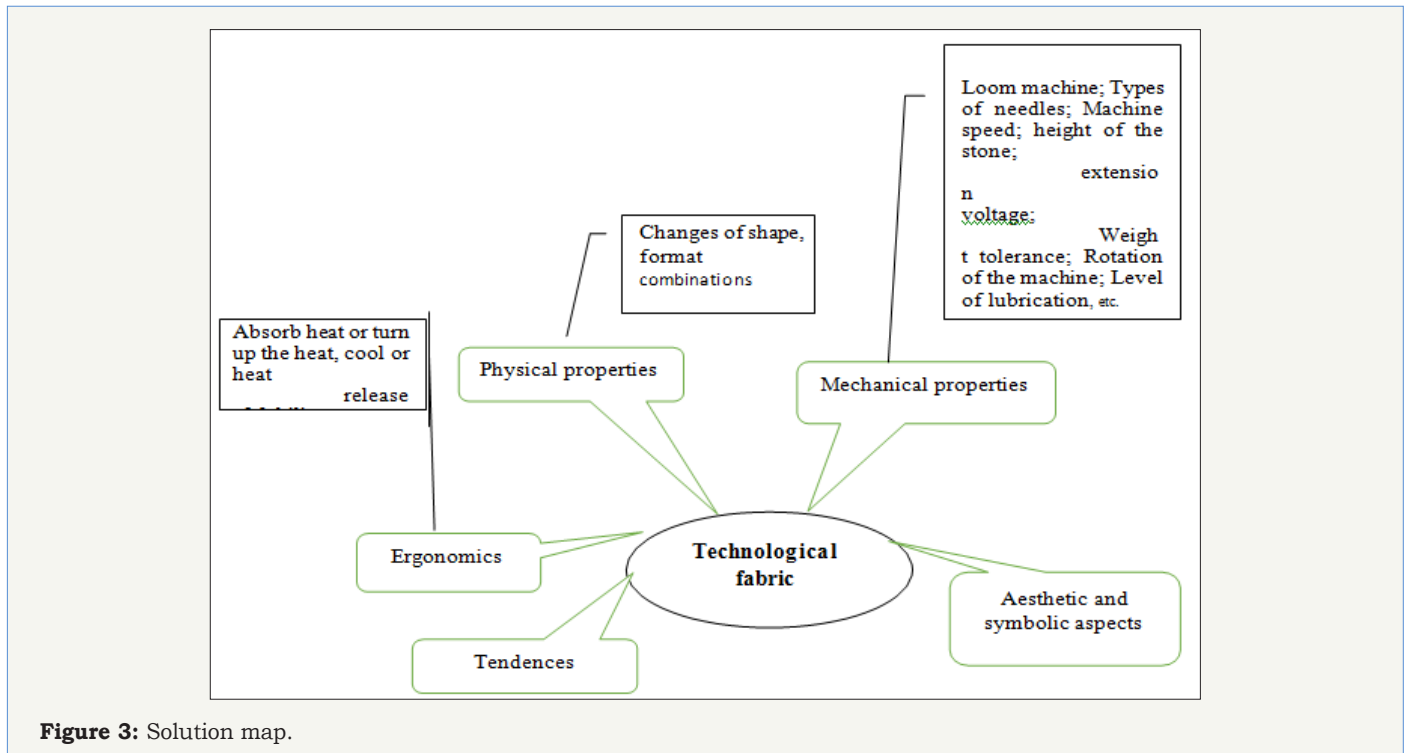 Loom machine; Types
of needles; Machine
speed; height of the
stone;
extensio
n
voltage;
Weigh
t tolerance; Rotation
of the machine; Level
of lubrication, etc.
Changes of shape,
format
combinations
Absorb heat or turn
up the heat, cool or
heat
release
Physical properties
Mechanical properties
Ergonomics
Technological
fabric
Aesthetic and
symbolic aspects
Tendences
Figure 3: Solution map.